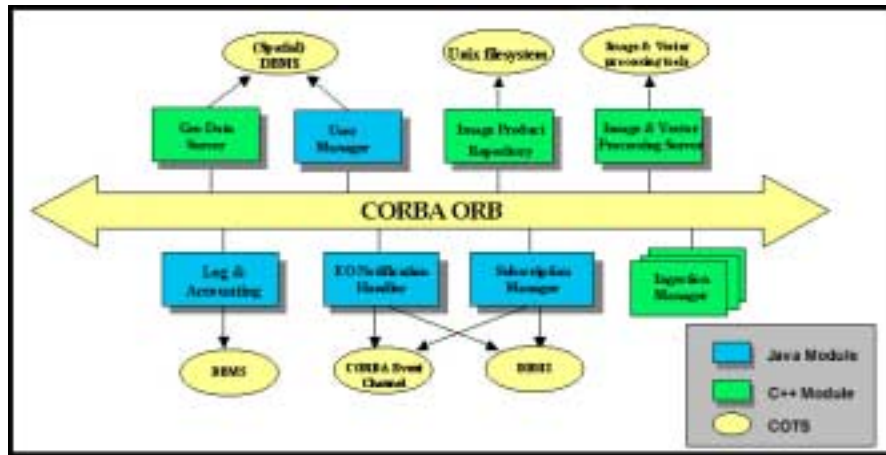 (Spatial)
DBMS
Unix filesystem
Image & Vector
processing tools
Geo Data
Server
User
Manager
Image Product
Repository
Image & Vector
Processing Server
CORBA ORB
Log &
Accounting
EO Notification
Handler
Subscription
Manager
Ingestion
Manager
DBMS
CORBA Event
Channel
DBMS
Java Module
C++ Module
COTS